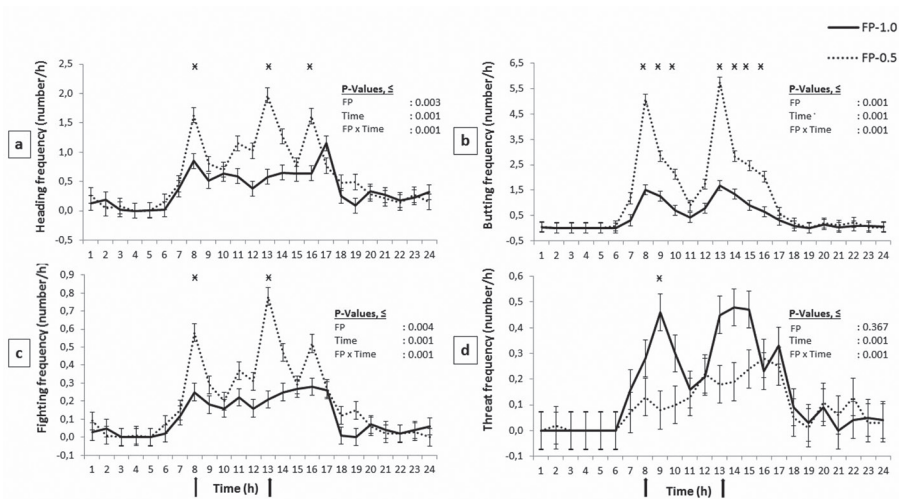 FP-1.0
FP-0.5
Heading frequency (number/h)
2,5
2,0
1,5
1,0
0,5
0,0
-0,5
* * *
P-Values, ≤
FP : 0.003
Time : 0.001
FP x Time : 0.001
a
1 2 3 4 5 6 7 8 9 10 11 12 13 14 15 16 17 18 19 20 21 22 23 24
Butting frequency (number/h)
6,5
5,5
4,5
3,5
2,5
1,5
0,5
-0,5
* * * * * * *
P-Values, ≤
FP : 0.001
Time : 0.001
FP x Time : 0.001
b
1 2 3 4 5 6 7 8 9 10 11 12 13 14 15 16 17 18 19 20 21 22 23 24
Fighting frequency (number/h)
0,9
0,8
0,7
0,6
0,5
0,4
0,3
0,2
0,1
0,0
-0,1
* *
P-Values, ≤
FP : 0.004
Time : 0.001
FP x Time : 0.001
c
1 2 3 4 5 6 7 8 9 10 11 12 13 14 15 16 17 18 19 20 21 22 23 24
Time (h)
Threat frequency (number/h)
0,6
0,5
0,4
0,3
0,2
0,1
0,0
-0,1
*
P-Values, ≤
FP : 0.367
Time : 0.001
FP x Time : 0.001
d
1 2 3 4 5 6 7 8 9 10 11 12 13 14 15 16 17 18 19 20 21 22 23 24
Time (h)